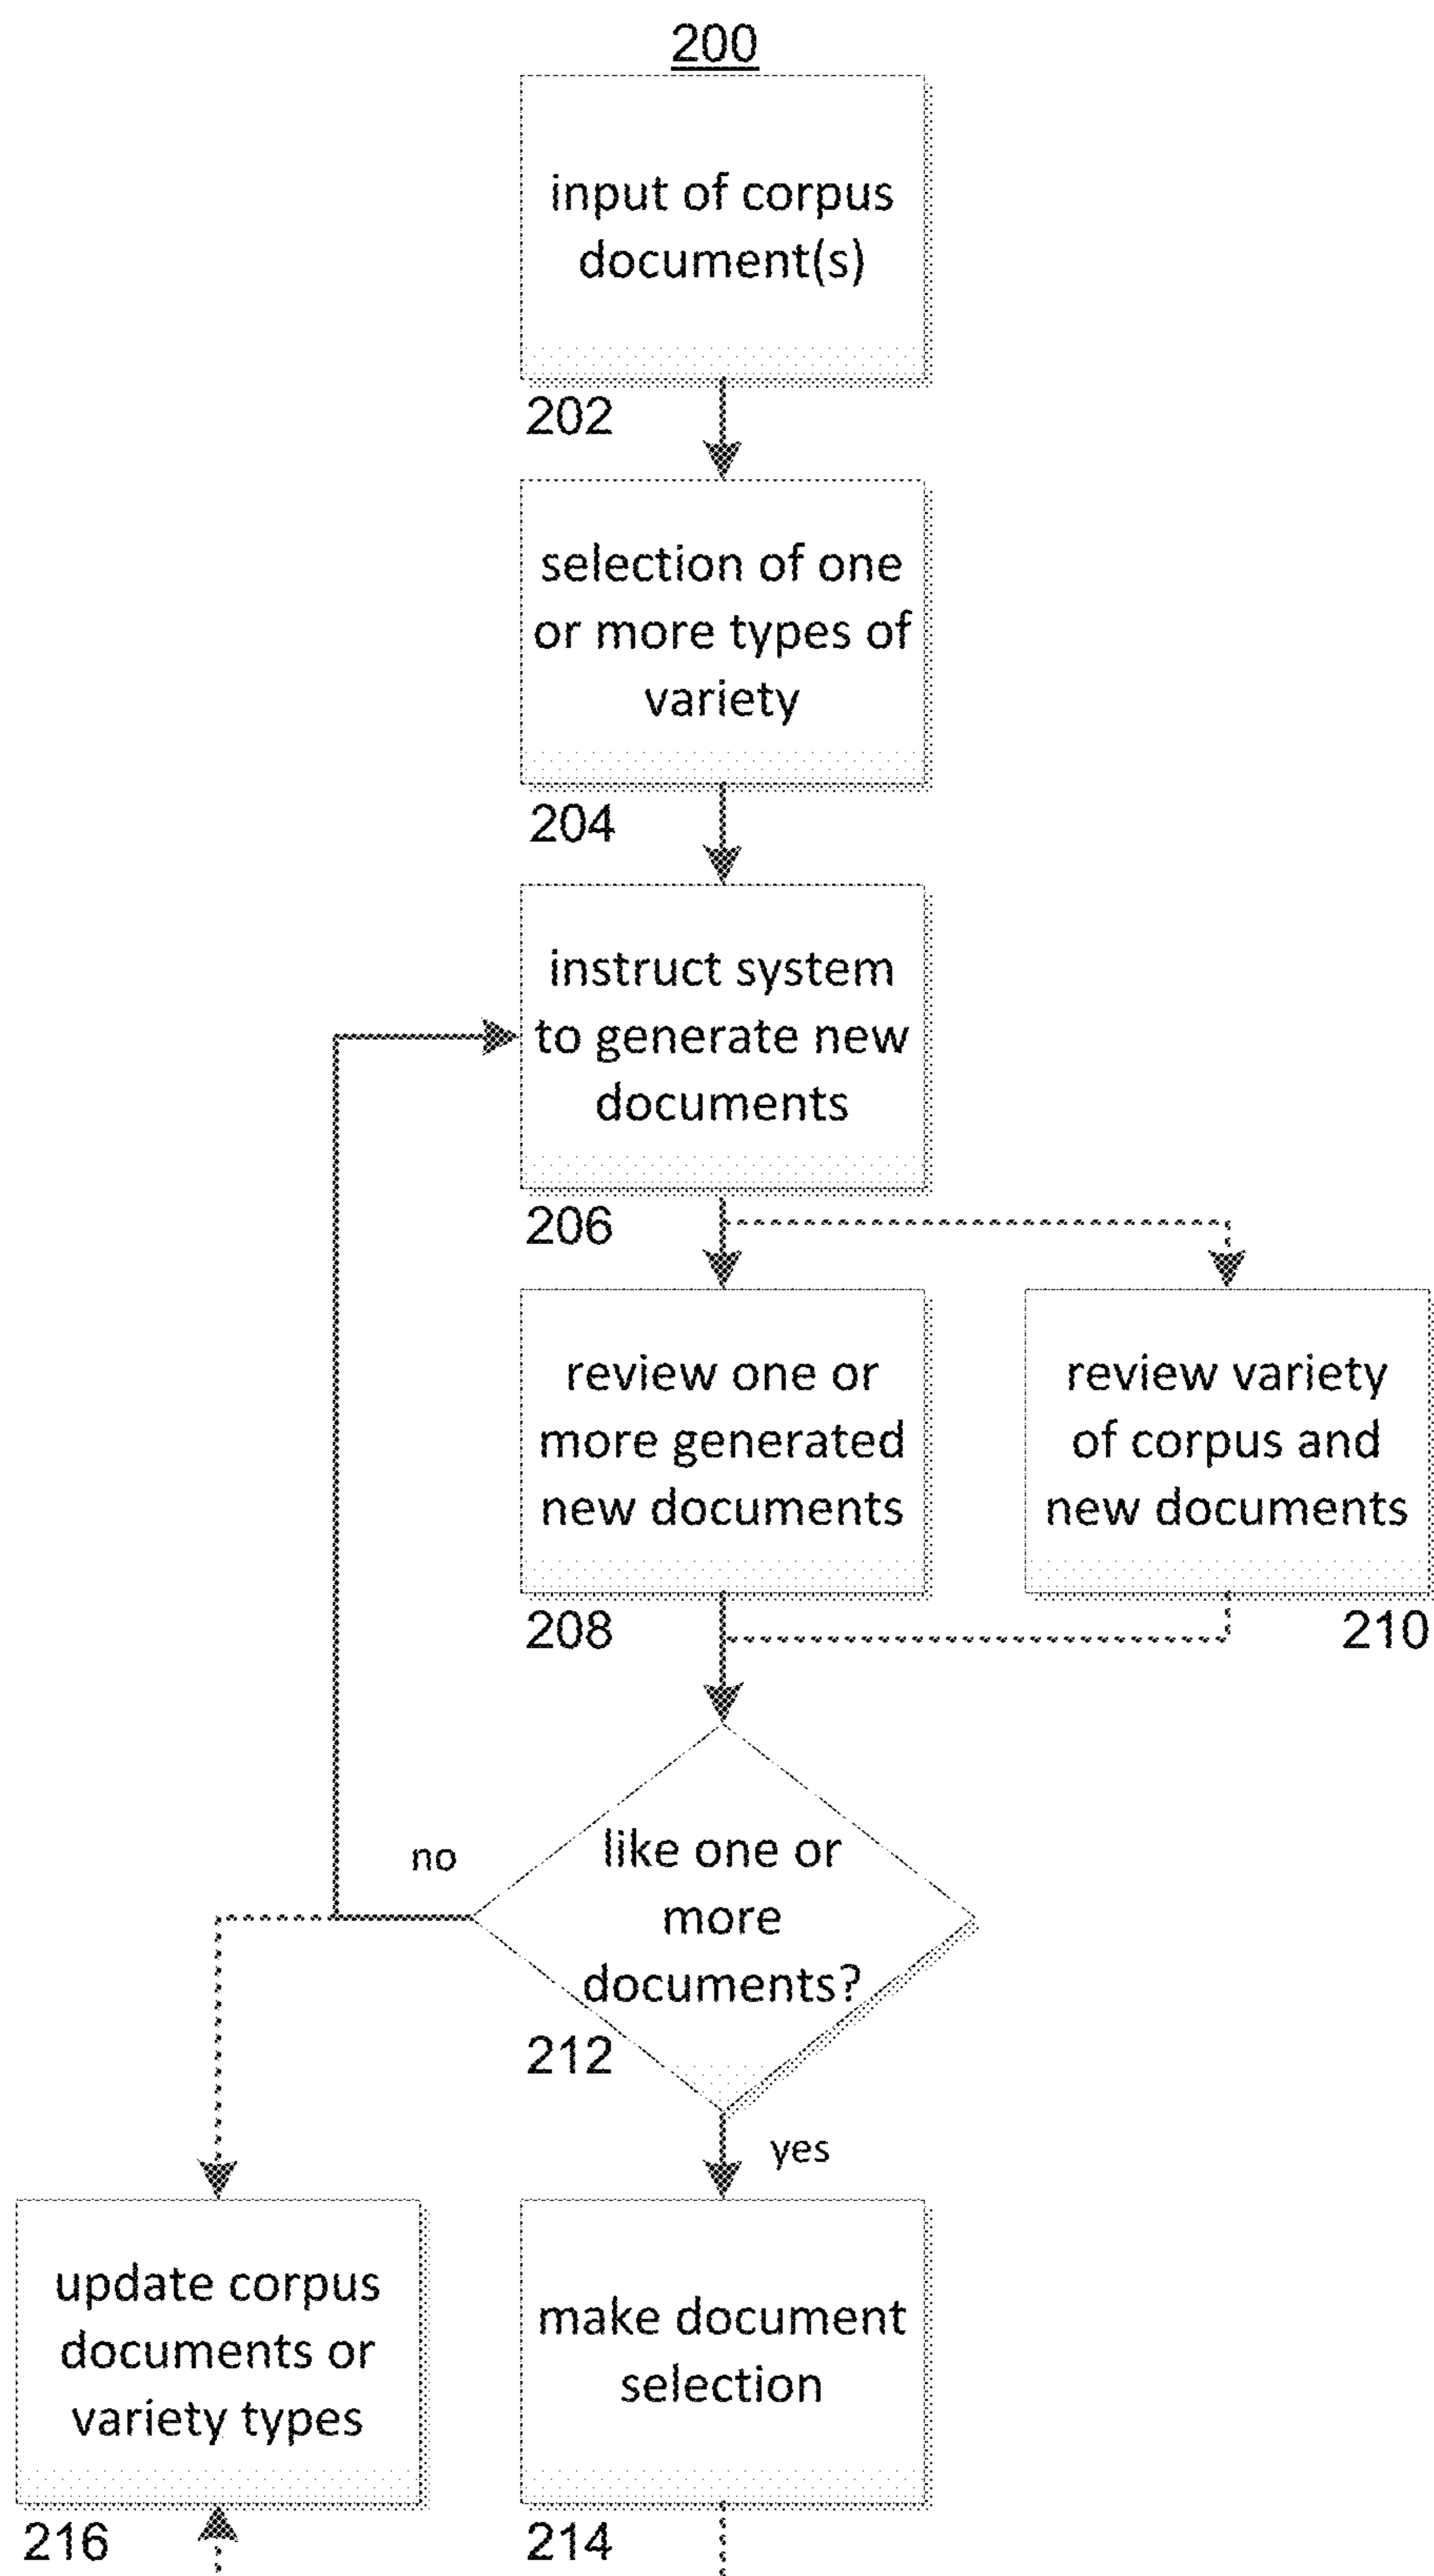 200
input of corpus
document(s)
202
selection of one
or more types of
variety
204
instruct system
to generate new
documents
206
review one or
more generated
new documents
208
review variety
of corpus and
new documents
210
no
like one or
more
documents?
212
yes
update corpus
documents or
variety types
216
make document
selection
214